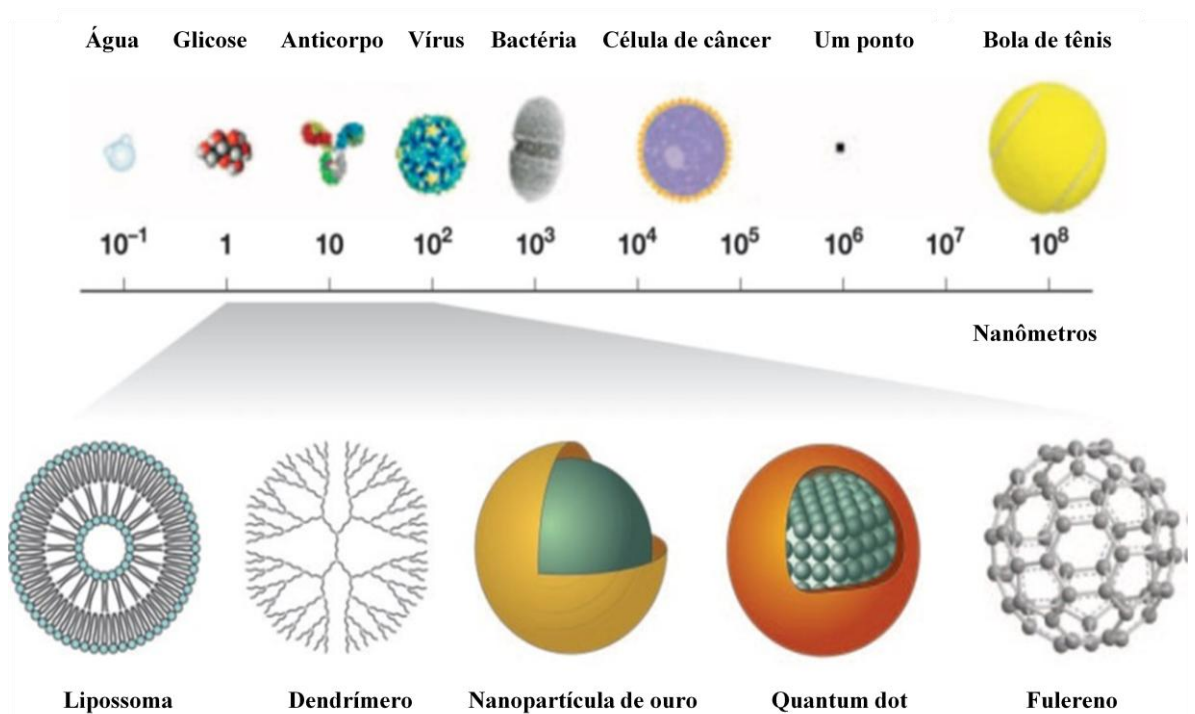 Água Glicose Anticorpo Vírus Bactéria Célula de câncer Um ponto Bola de tênis
10⁻¹ 1 10 10² 10³ 10⁴ 10⁵ 10⁶ 10⁷ 10⁸
Nanômetros
Lipossoma Dendrímero Nanopartícula de ouro Quantum dot Fulereno